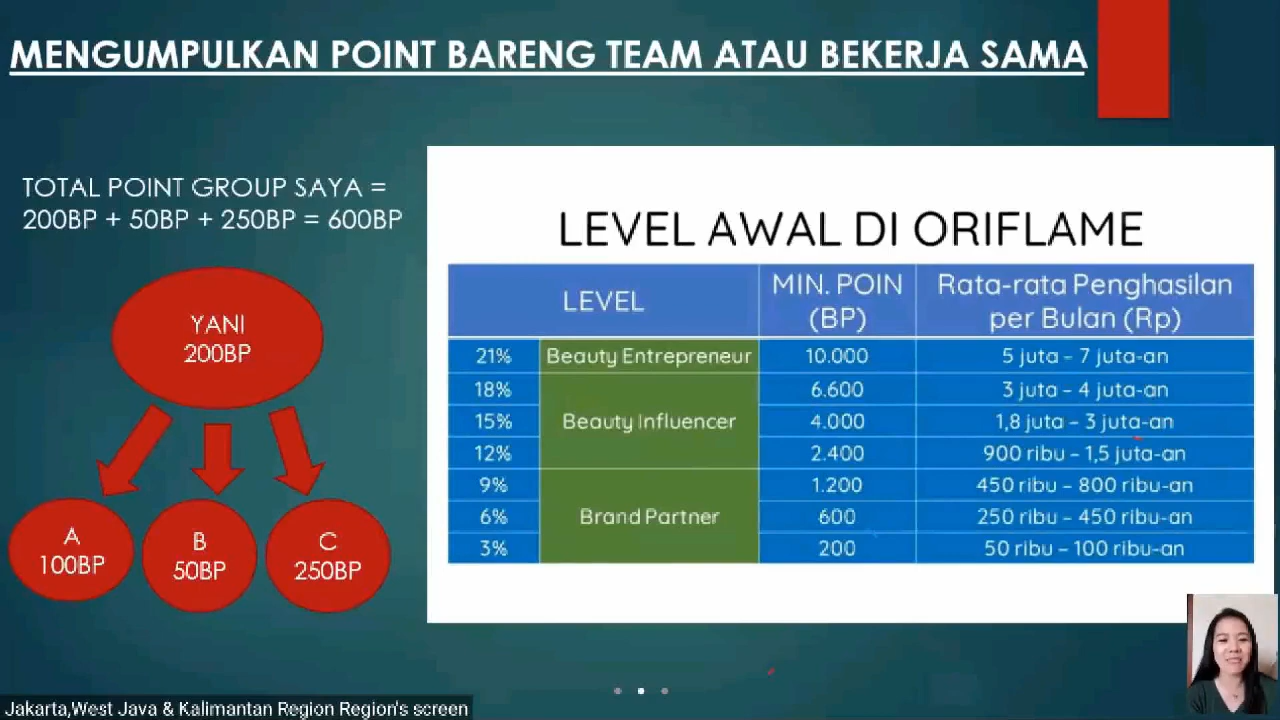 MENGUMPULKAN POINT BARENG TEAM ATAU BEKERJA SAMA
TOTAL POINT GROUP SAYA =
200BP + 50BP + 250BP = 600BP
YANI
200BP
A
100BP
B
50BP
C
250BP
LEVEL AWAL DI ORIFLAME
LEVEL MIN. POIN (BP) Rata-rata Penghasilan per Bulan (Rp)
21% Beauty Entrepreneur 10.000 5 juta – 7 juta-an
18% 6.600 3 juta – 4 juta-an
15% Beauty Influencer 4.000 1,8 juta – 3 juta-an
12% 2.400 900 ribu – 1,5 juta-an
9% 1.200 450 ribu – 800 ribu-an
6% Brand Partner 600 250 ribu – 450 ribu-an
3% 200 50 ribu – 100 ribu-an
Jakarta,West Java & Kalimantan Region Region's screen